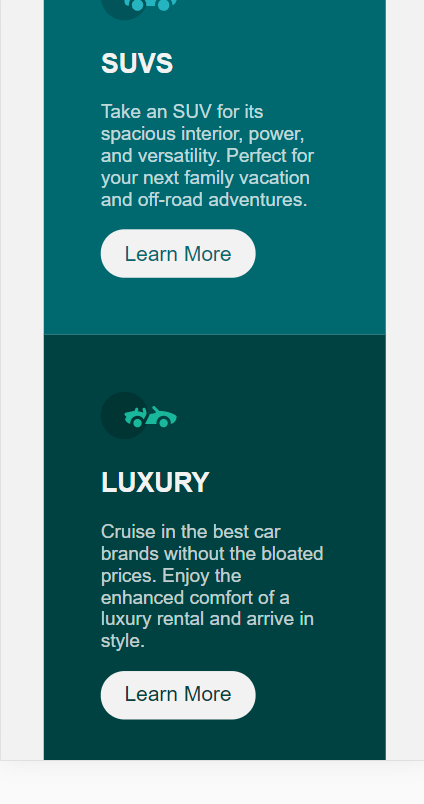 SUVS
Take an SUV for its
spacious interior, power,
and versatility. Perfect for
your next family vacation
and off-road adventures.
Learn More
LUXURY
Cruise in the best car
brands without the bloated
prices. Enjoy the
enhanced comfort of a
luxury rental and arrive in
style.
Learn More